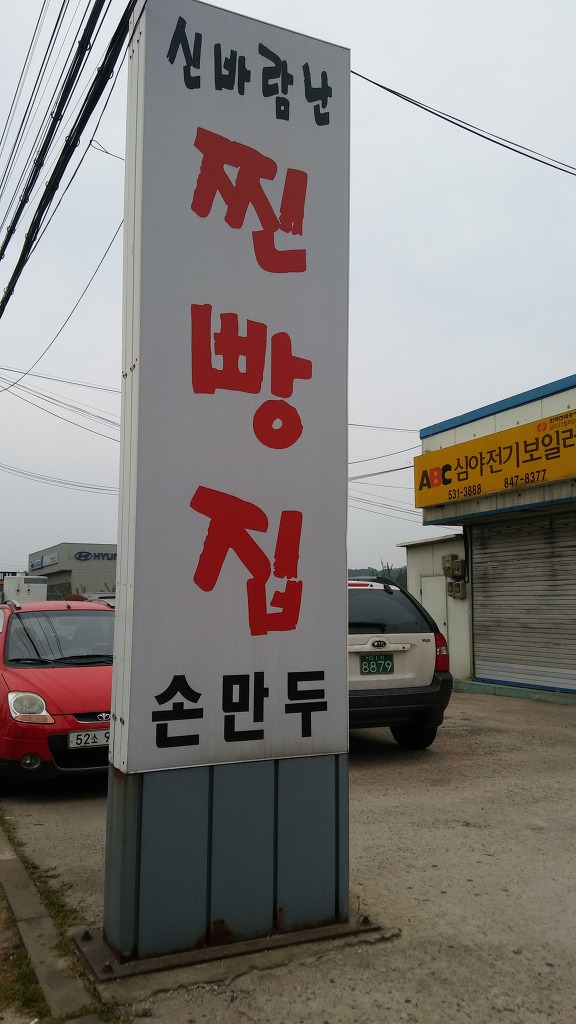 신바람난
찐
빵
집
손만두
ABC 심야전기보일러
531-3888 847-8377
HYUN
8879
52소 9